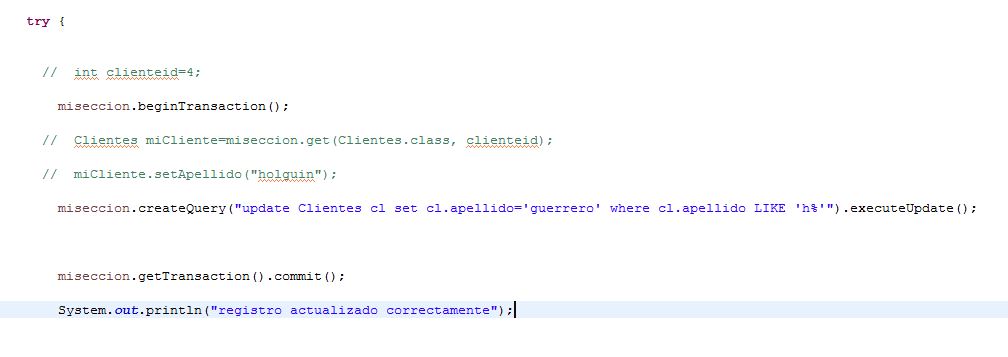 try {
// int clienteid=4;
miseccion.beginTransaction();
// Clientes miCliente=miseccion.get(Clientes.class, clienteid);
// miCliente.setApellido("holguin");
miseccion.createQuery("update Clientes cl set cl.apellido='guerrero' where cl.apellido LIKE 'h%'").executeUpdate();
miseccion.getTransaction().commit();
System.out.println("registro actualizado correctamente");